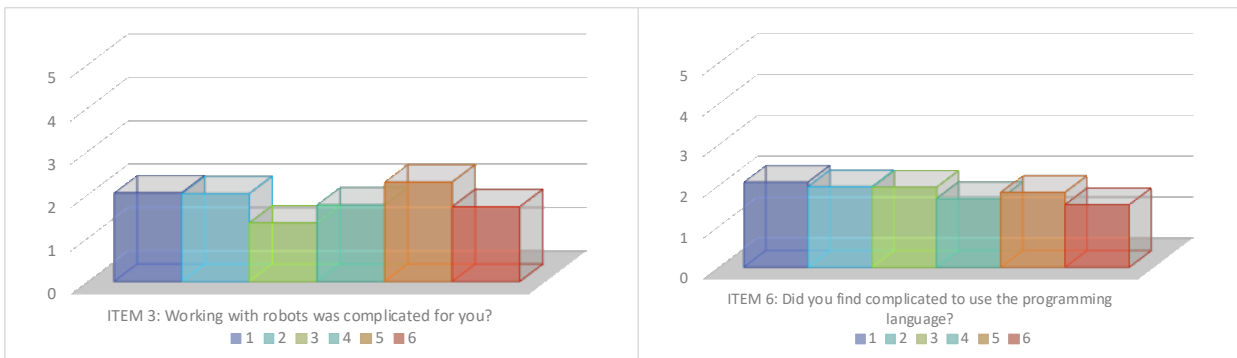 5
4
3
2
1
0
ITEM 3: Working with robots was complicated for you?
1 2 3 4 5 6
5
4
3
2
1
0
ITEM 6: Did you find complicated to use the programming
language?
1 2 3 4 5 6